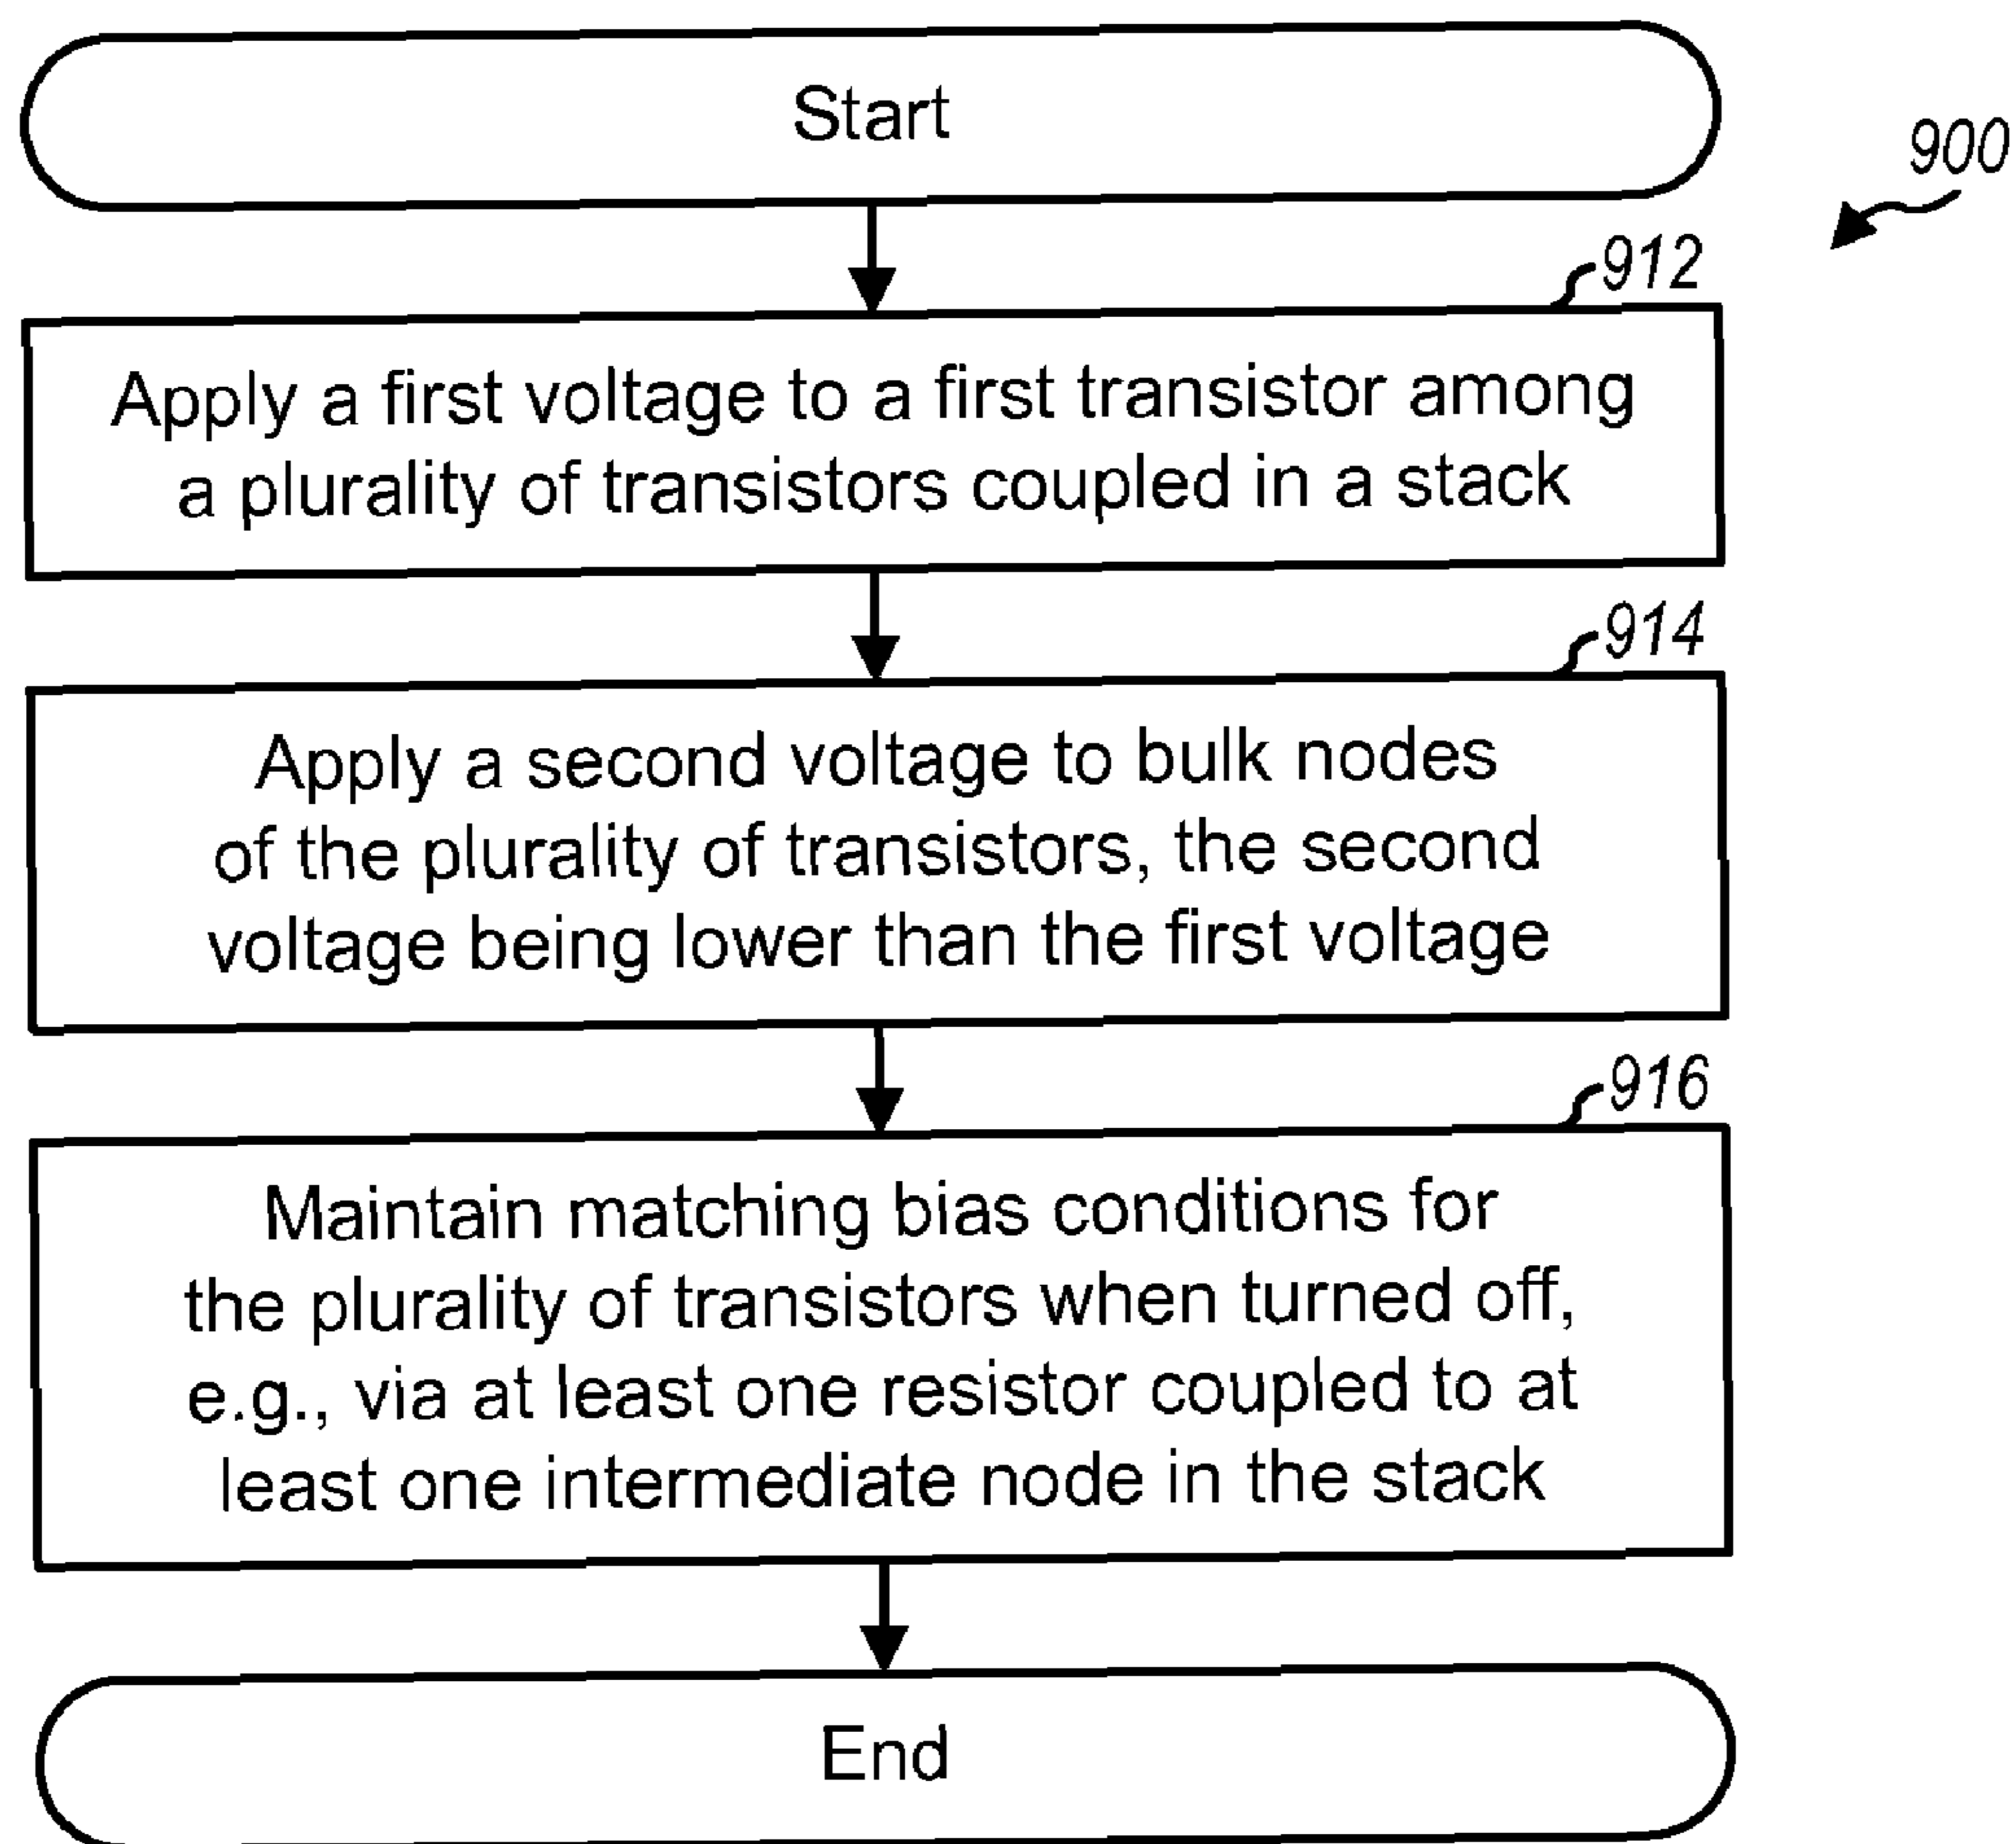 Start
900
912
Apply a first voltage to a first transistor among
a plurality of transistors coupled in a stack
914
Apply a second voltage to bulk nodes
of the plurality of transistors, the second
voltage being lower than the first voltage
916
Maintain matching bias conditions for
the plurality of transistors when turned off,
e.g., via at least one resistor coupled to at
least one intermediate node in the stack
End